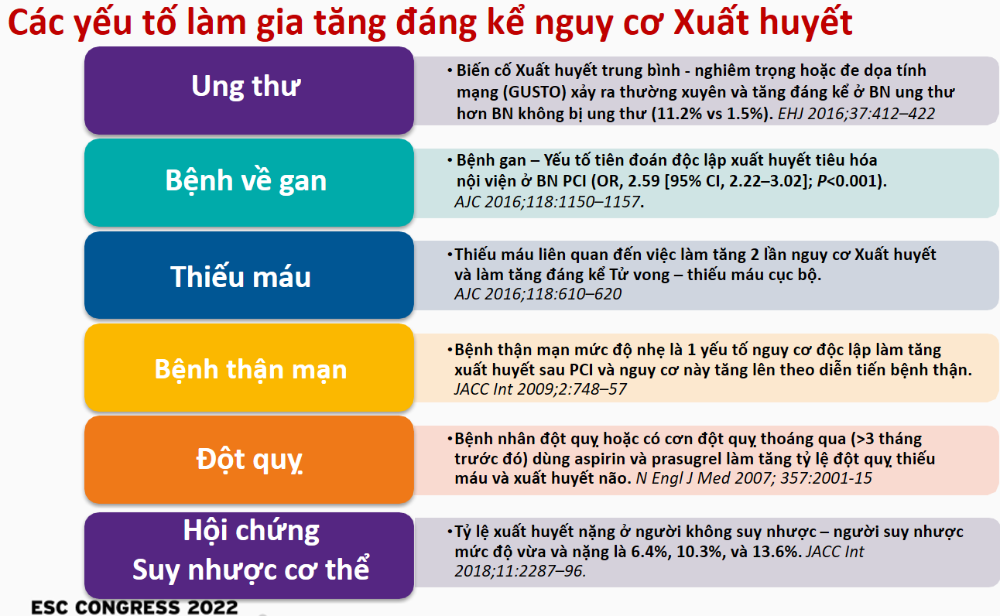 Các yếu tố làm gia tăng đáng kể nguy cơ Xuất huyết
Ung thư
• Biến cố Xuất huyết trung bình - nghiêm trọng hoặc đe dọa tính
mạng (GUSTO) xảy ra thường xuyên và tăng đáng kể ở BN ung thư
hơn BN không bị ung thư (11.2% vs 1.5%). EHJ 2016;37:412–422
Bệnh về gan
• Bệnh gan – Yếu tố tiên đoán độc lập xuất huyết tiêu hóa
nội viện ở BN PCI (OR, 2.59 [95% CI, 2.22–3.02]; P<0.001).
AJC 2016;118:1150–1157.
Thiếu máu
•Thiếu máu liên quan đến việc làm tăng 2 lần nguy cơ Xuất huyết
và làm tăng đáng kể Tử vong – thiếu máu cục bộ.
AJC 2016;118:610–620
Bệnh thận mạn
•Bệnh thận mạn mức độ nhẹ là 1 yếu tố nguy cơ độc lập làm tăng
xuất huyết sau PCI và nguy cơ này tăng lên theo diễn tiến bệnh thận.
JACC Int 2009;2:748–57
Đột quỵ
•Bệnh nhân đột quỵ hoặc có cơn đột quỵ thoáng qua (>3 tháng
trước đó) dùng aspirin và prasugrel làm tăng tỷ lệ đột quỵ thiếu
máu và xuất huyết não. N Engl J Med 2007; 357:2001-15
Hội chứng
Suy nhược cơ thể
•Tỷ lệ xuất huyết nặng ở người không suy nhược – người suy nhược
mức độ vừa và nặng là 6.4%, 10.3%, và 13.6%. JACC Int
2018;11:2287–96.
ESC CONGRESS 2022